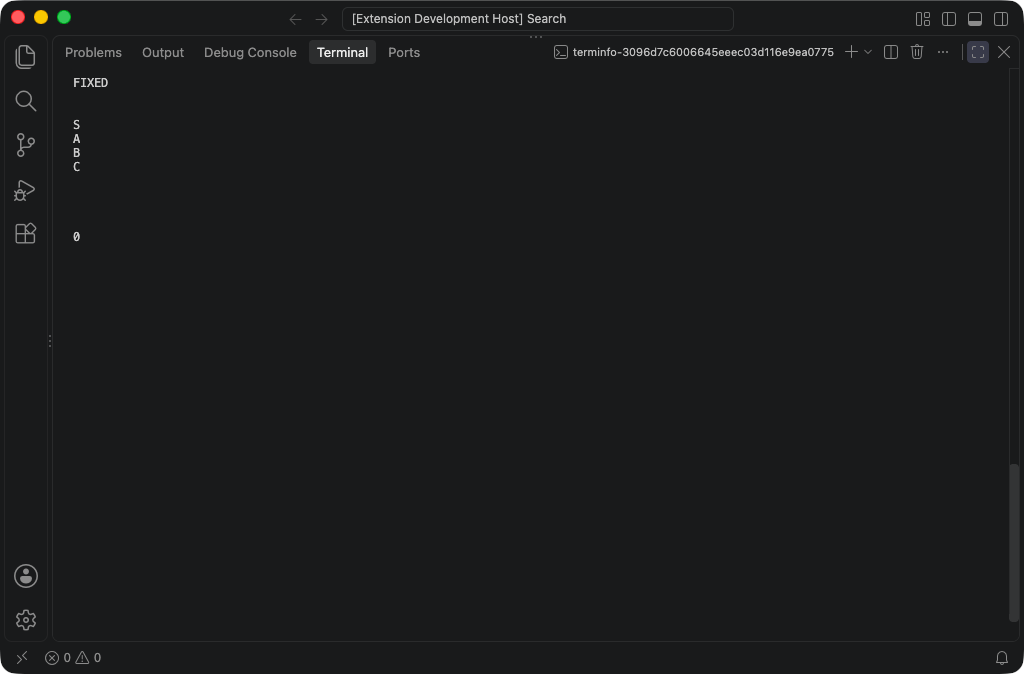 [Extension Development Host] Search
Problems Output Debug Console Terminal Ports terminfo-3096d7c6006645eeec03d116e9ea0775
FIXED
S
A
B
C
0
0 0